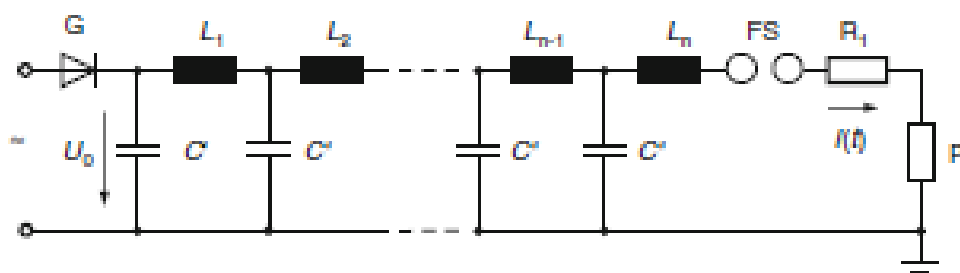 G L₁ L₂ Lₙ₋₁ Lₙ FS R₁
~ U₀ C' C' C' C' I(t)